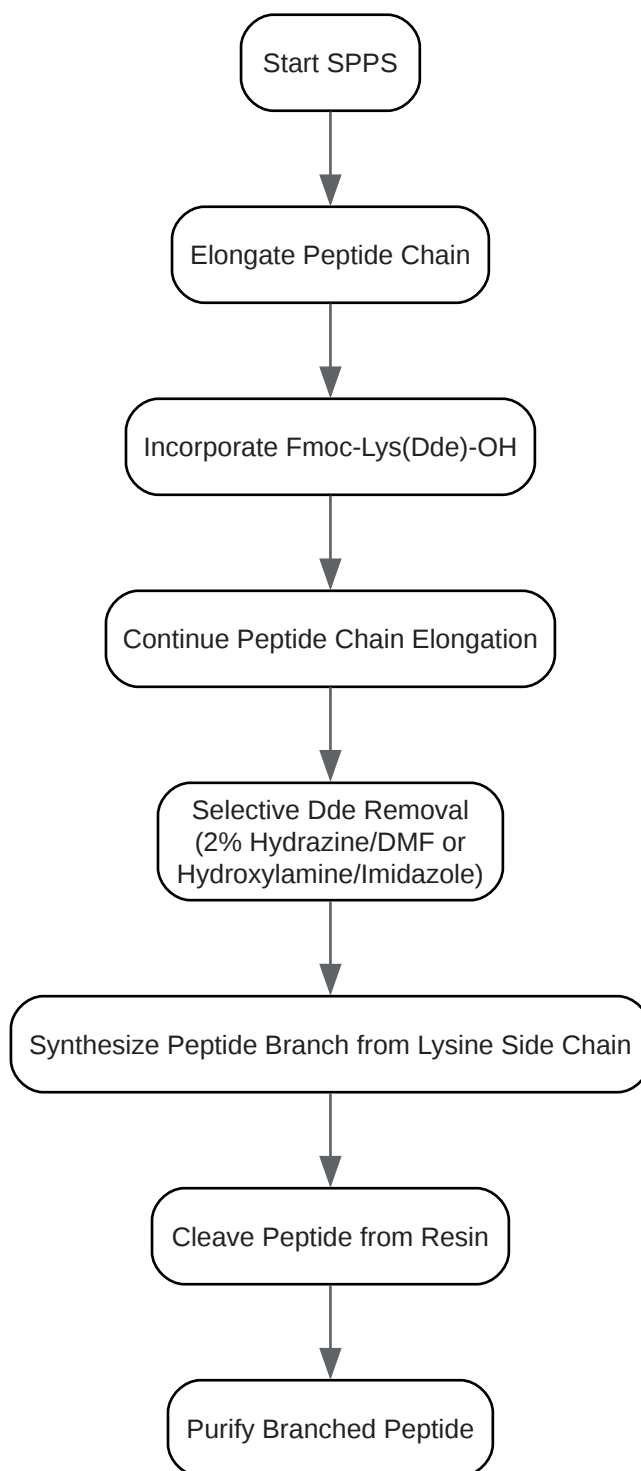 Start SPPS
Elongate Peptide Chain
Incorporate Fmoc-Lys(Dde)-OH
Continue Peptide Chain Elongation
Selective Dde Removal
(2% Hydrazine/DMF or
Hydroxylamine/Imidazole)
Synthesize Peptide Branch from Lysine Side Chain
Cleave Peptide from Resin
Purify Branched Peptide